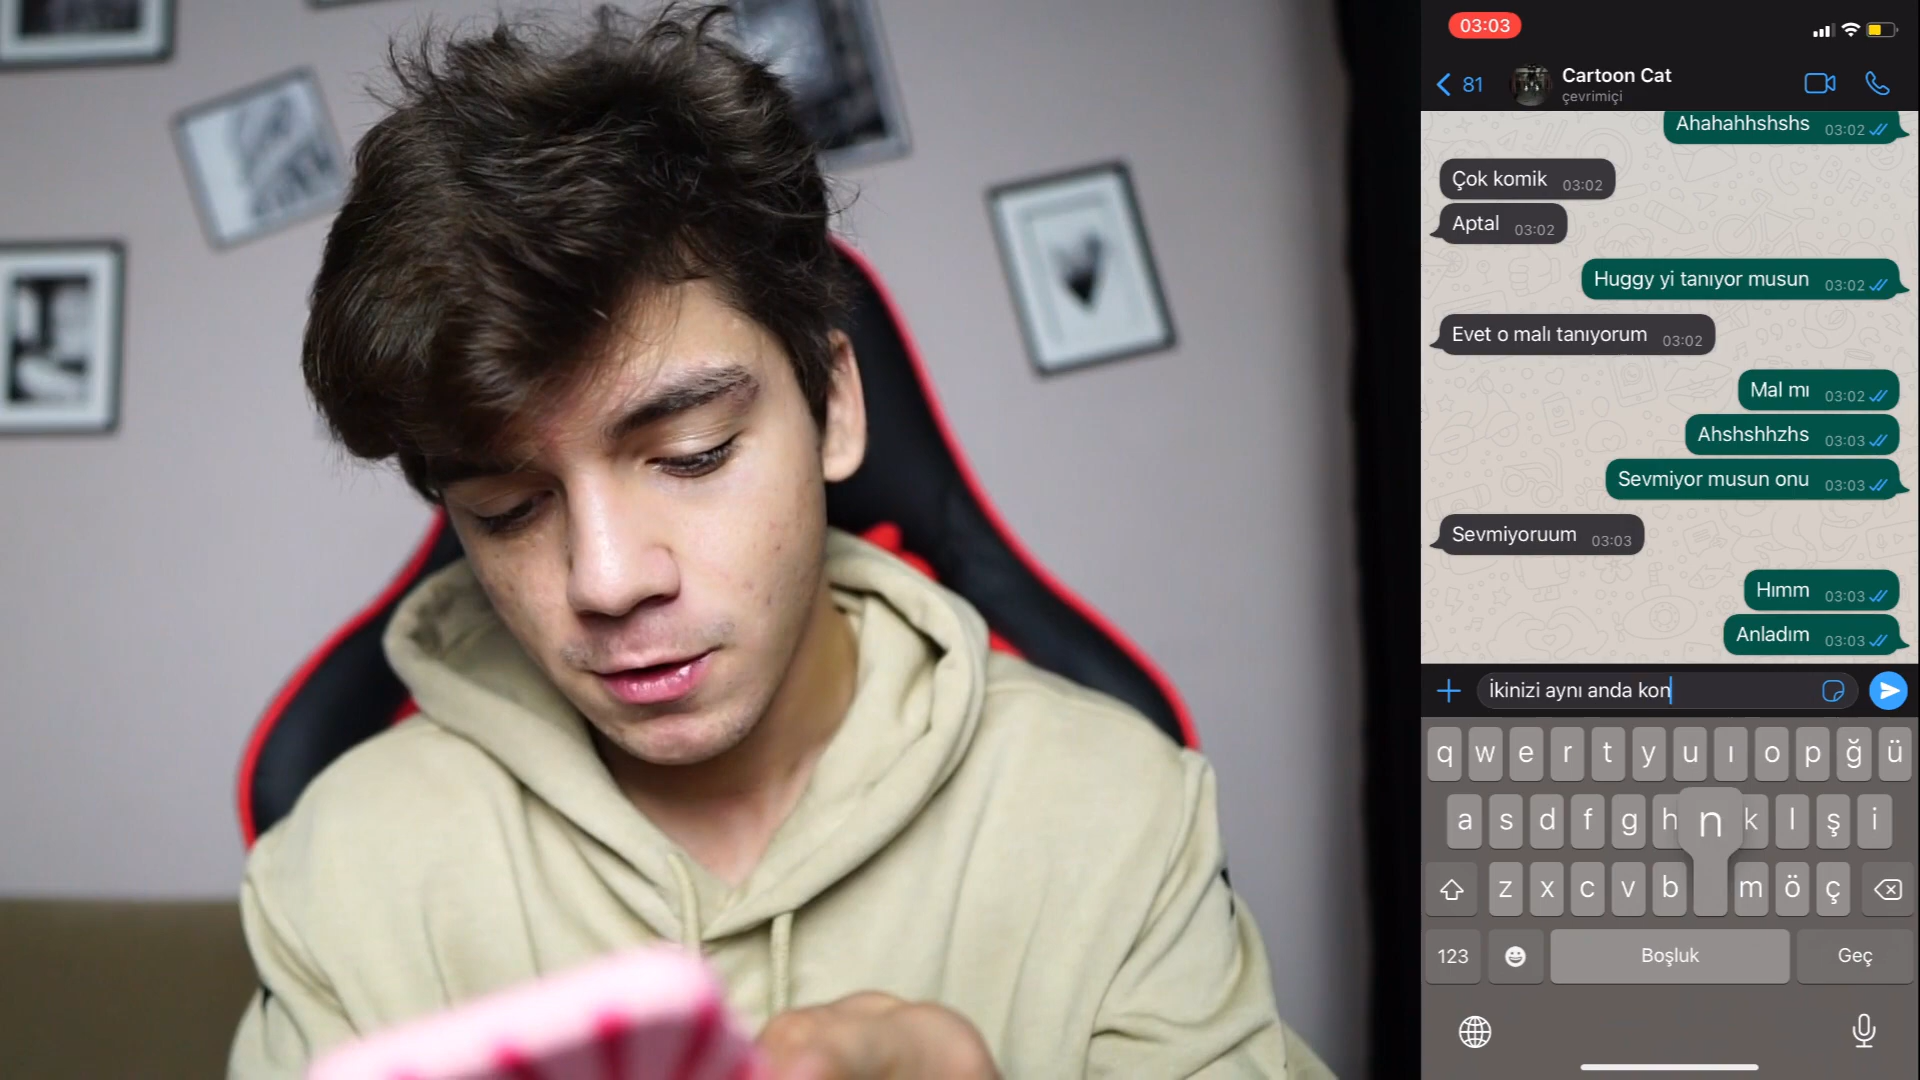 03:03
81
Cartoon Cat
çevrimiçi
Ahahahhshshs 03:02
Çok komik 03:02
Aptal 03:02
Huggy yi tanıyor musun 03:02
Evet o malı tanıyorum 03:02
Mal mı 03:02
Ahshshhzhs 03:03
Sevmiyor musun onu 03:03
Sevmiyoruum 03:03
Hımm 03:03
Anladım 03:03
İkinizi aynı anda kon
q w e r t y u ı o p ğ ü
a s d f g h n k l ş i
z x c v b m ö ç
123 Boşluk Geç